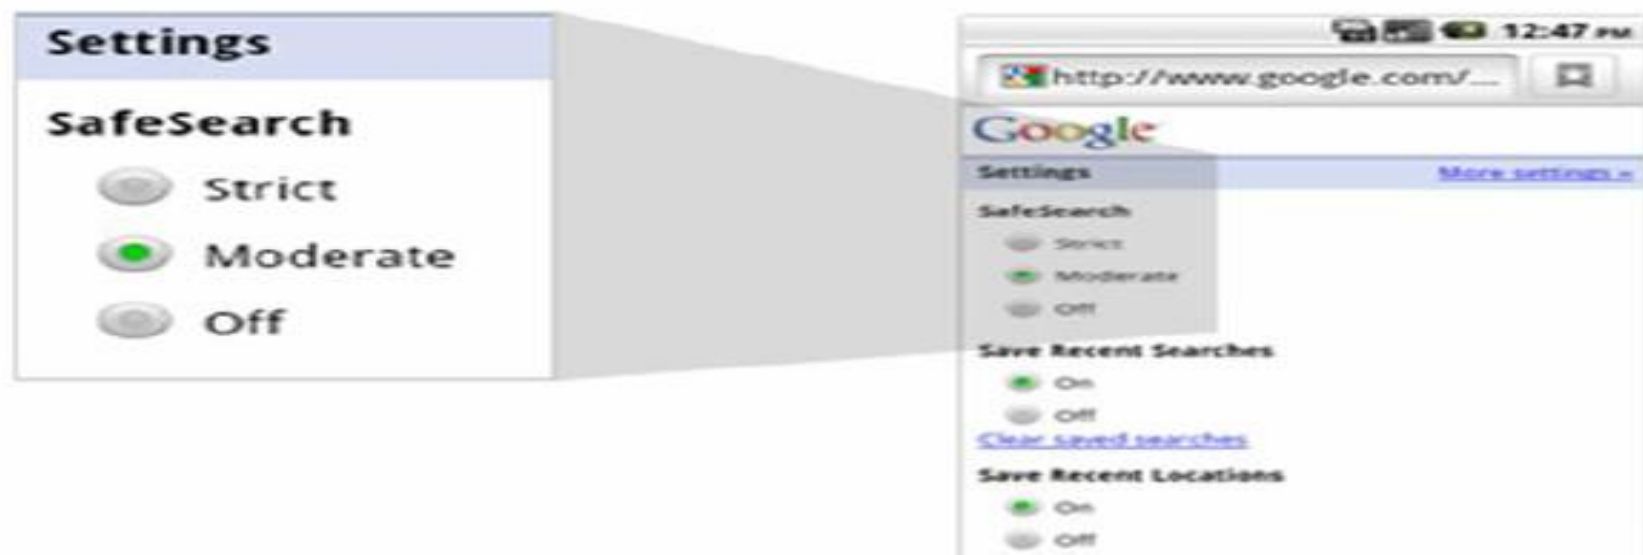 Settings
SafeSearch
Strict
Moderate
Off
12:47 PM
http://www.google.com/...
Google
Settings More settings »
SafeSearch
Strict
Moderate
Off
Save Recent Searches
On
Off
Clear saved searches
Save Recent Locations
On
Off